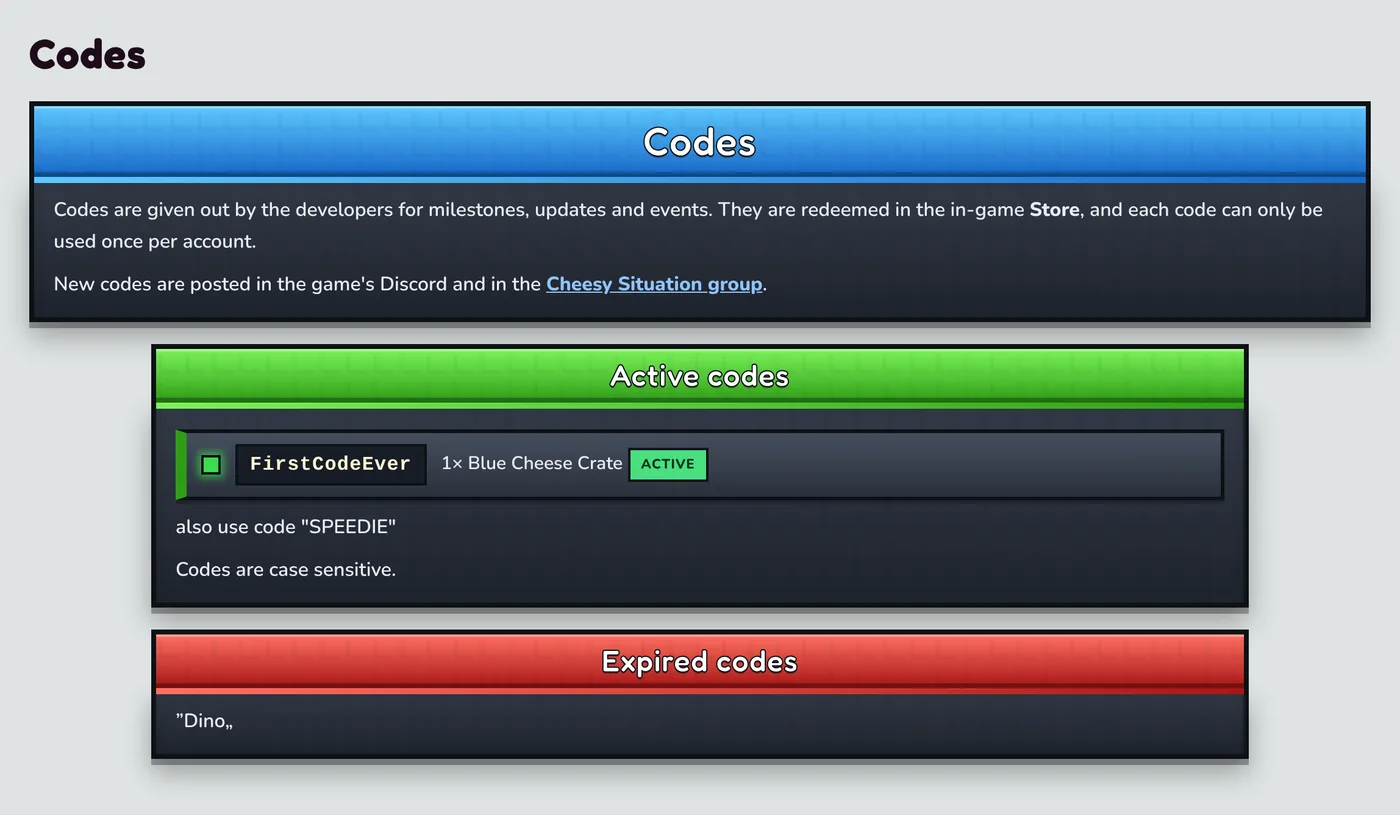 Codes
Codes
Codes are given out by the developers for milestones, updates and events. They are redeemed in the in-game Store, and each code can only be
used once per account.
New codes are posted in the game's Discord and in the Cheesy Situation group.
Active codes
FirstCodeEver 1× Blue Cheese Crate ACTIVE
also use code "SPEEDIE"
Codes are case sensitive.
Expired codes
”Dino„